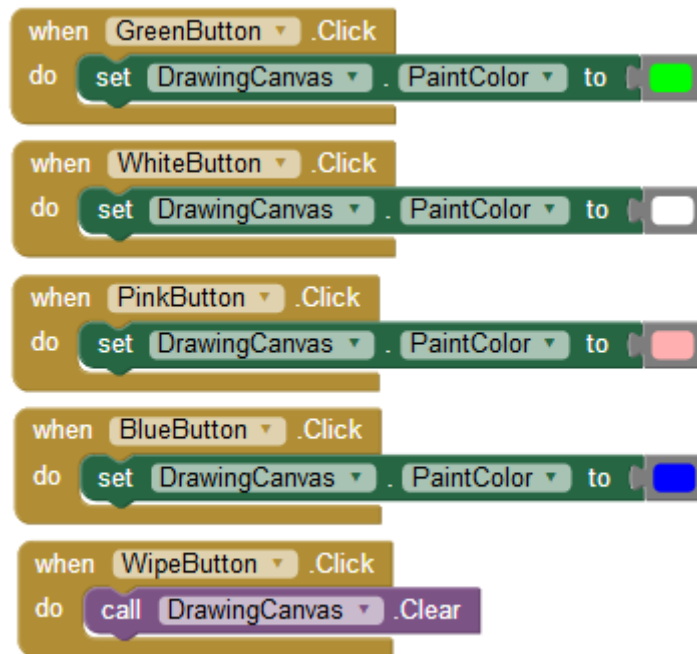 when GreenButton .Click
do set DrawingCanvas . PaintColor to
when WhiteButton .Click
do set DrawingCanvas . PaintColor to
when PinkButton .Click
do set DrawingCanvas . PaintColor to
when BlueButton .Click
do set DrawingCanvas . PaintColor to
when WipeButton .Click
do call DrawingCanvas .Clear